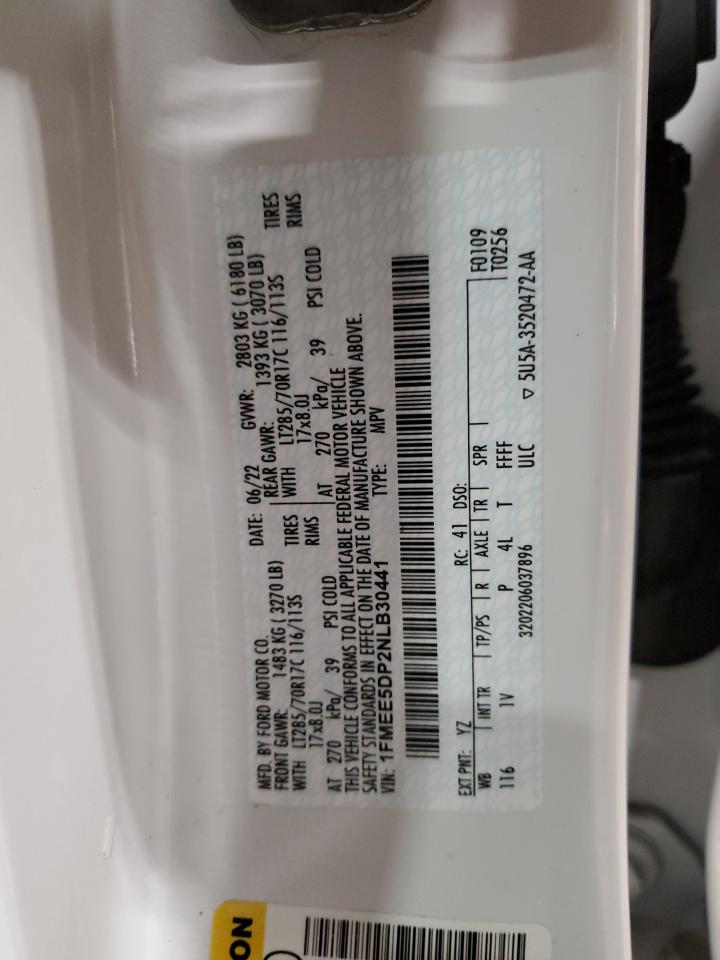 MFD. BY FORD MOTOR CO. DATE: 06/22 GVWR: 2803 KG ( 6180 LB)
FRONT GAWR: 1483 KG ( 3270 LB) REAR GAWR: 1393 KG ( 3070 LB)
WITH LT285/70R17C 116/113S TIRES WITH LT285/70R17C 116/113S TIRES
17x8.0J RIMS 17x8.0J RIMS
AT 270 kPa/ 39 PSI COLD AT 270 kPa/ 39 PSI COLD
THIS VEHICLE CONFORMS TO ALL APPLICABLE FEDERAL MOTOR VEHICLE
SAFETY STANDARDS IN EFFECT ON THE DATE OF MANUFACTURE SHOWN ABOVE.
VIN: 1FMEE5DP2NLB30441 TYPE: MPV
EXT PNT: YZ RC: 41 DSO: F0109
WB INT TR TP/PS R AXLE TR SPR T0256
116 1V P 4L T FFFF
3202206037896 ULC ▽ 5U5A-3520472-AA